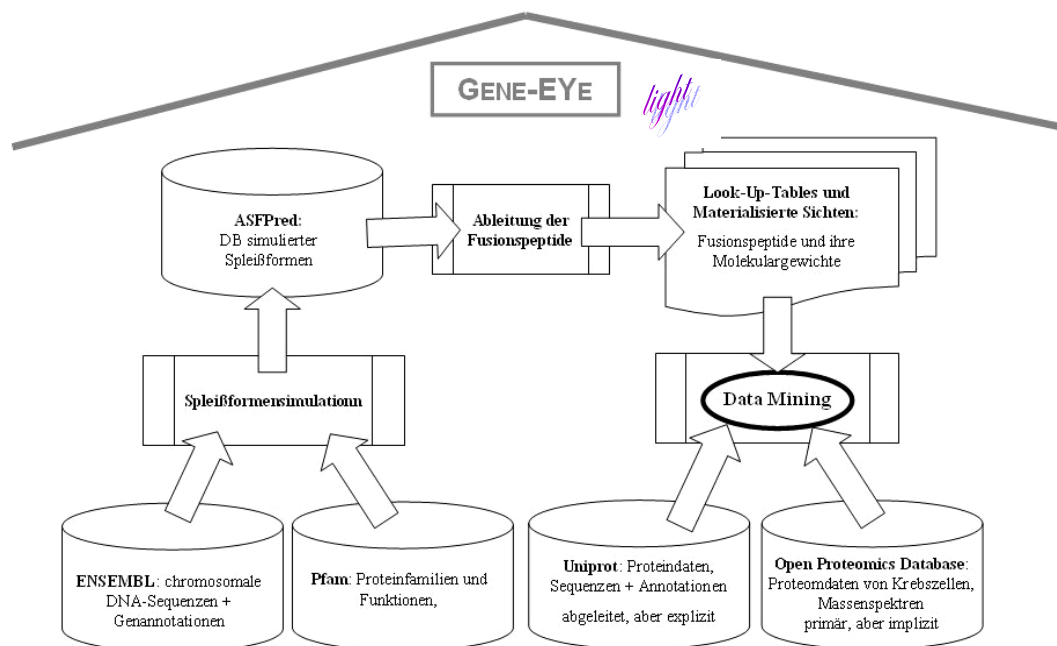 GENE-EYE
light
ASFPred:
DB simulierter
Spleißformen
Ableitung der
Fusionspeptide
Look-Up-Tables und
Materialisierte Sichten:
Fusionspeptide und ihre
Molekulargewichte
Spleißformensimulationn
Data Mining
ENSEMBL: chromosomale
DNA-Sequenzen +
Genannotationen
Pfam: Proteinfamilien und
Funktionen,
Uniprot: Proteindaten,
Sequenzen + Annotationen
abgeleitet, aber explizit
Open Proteomics Database:
Proteomdaten von Krebszellen,
Massenspektren
primär, aber implizit